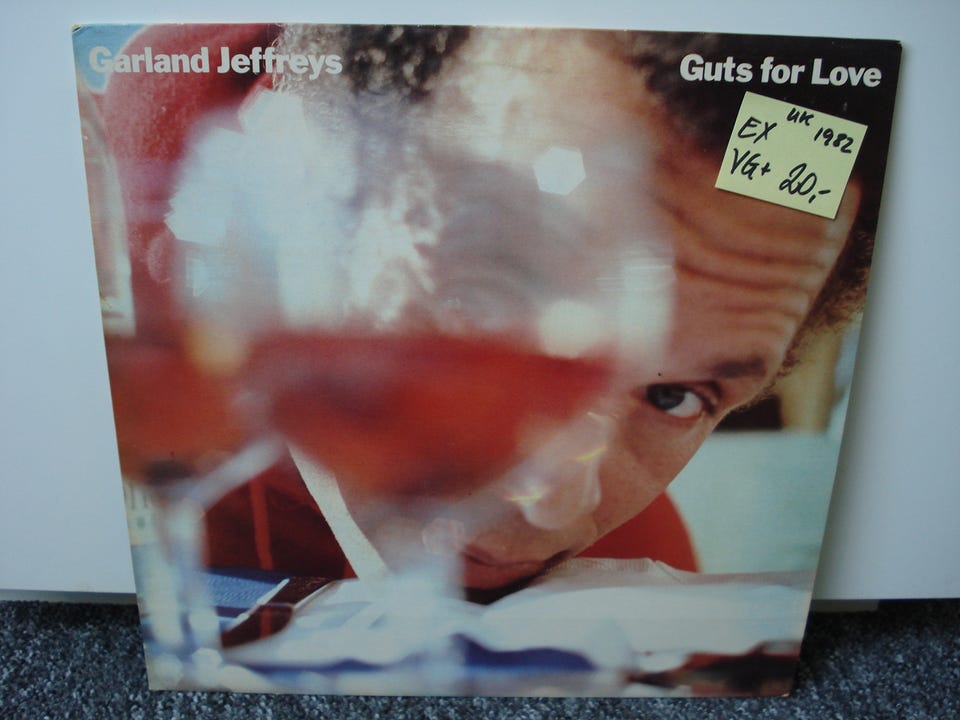 Garland Jeffreys
Guts for Love
UK 1982
EX
VG+ 20,-